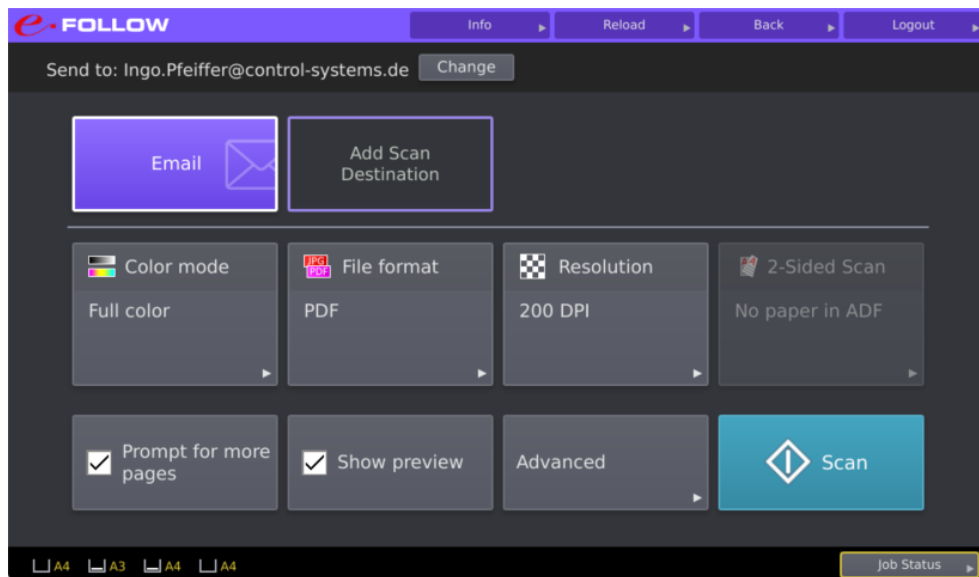 e-FOLLOW
Info
Reload
Back
Logout
Send to: Ingo.Pfeiffer@control-systems.de
Change
Email
Add Scan
Destination
Color mode
Full color
JPG
PDF
File format
PDF
Resolution
200 DPI
2-Sided Scan
No paper in ADF
Prompt for more
pages
Show preview
Advanced
Scan
A4
A3
A4
A4
Job Status